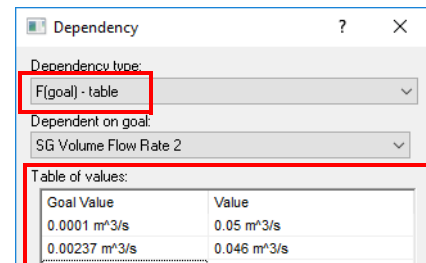 Dependency ? ×
Dependency type:
F(goal) - table
Dependent on goal:
SG Volume Flow Rate 2
Table of values:
Goal Value Value
0.0001 m^3/s 0.05 m^3/s
0.00237 m^3/s 0.046 m^3/s